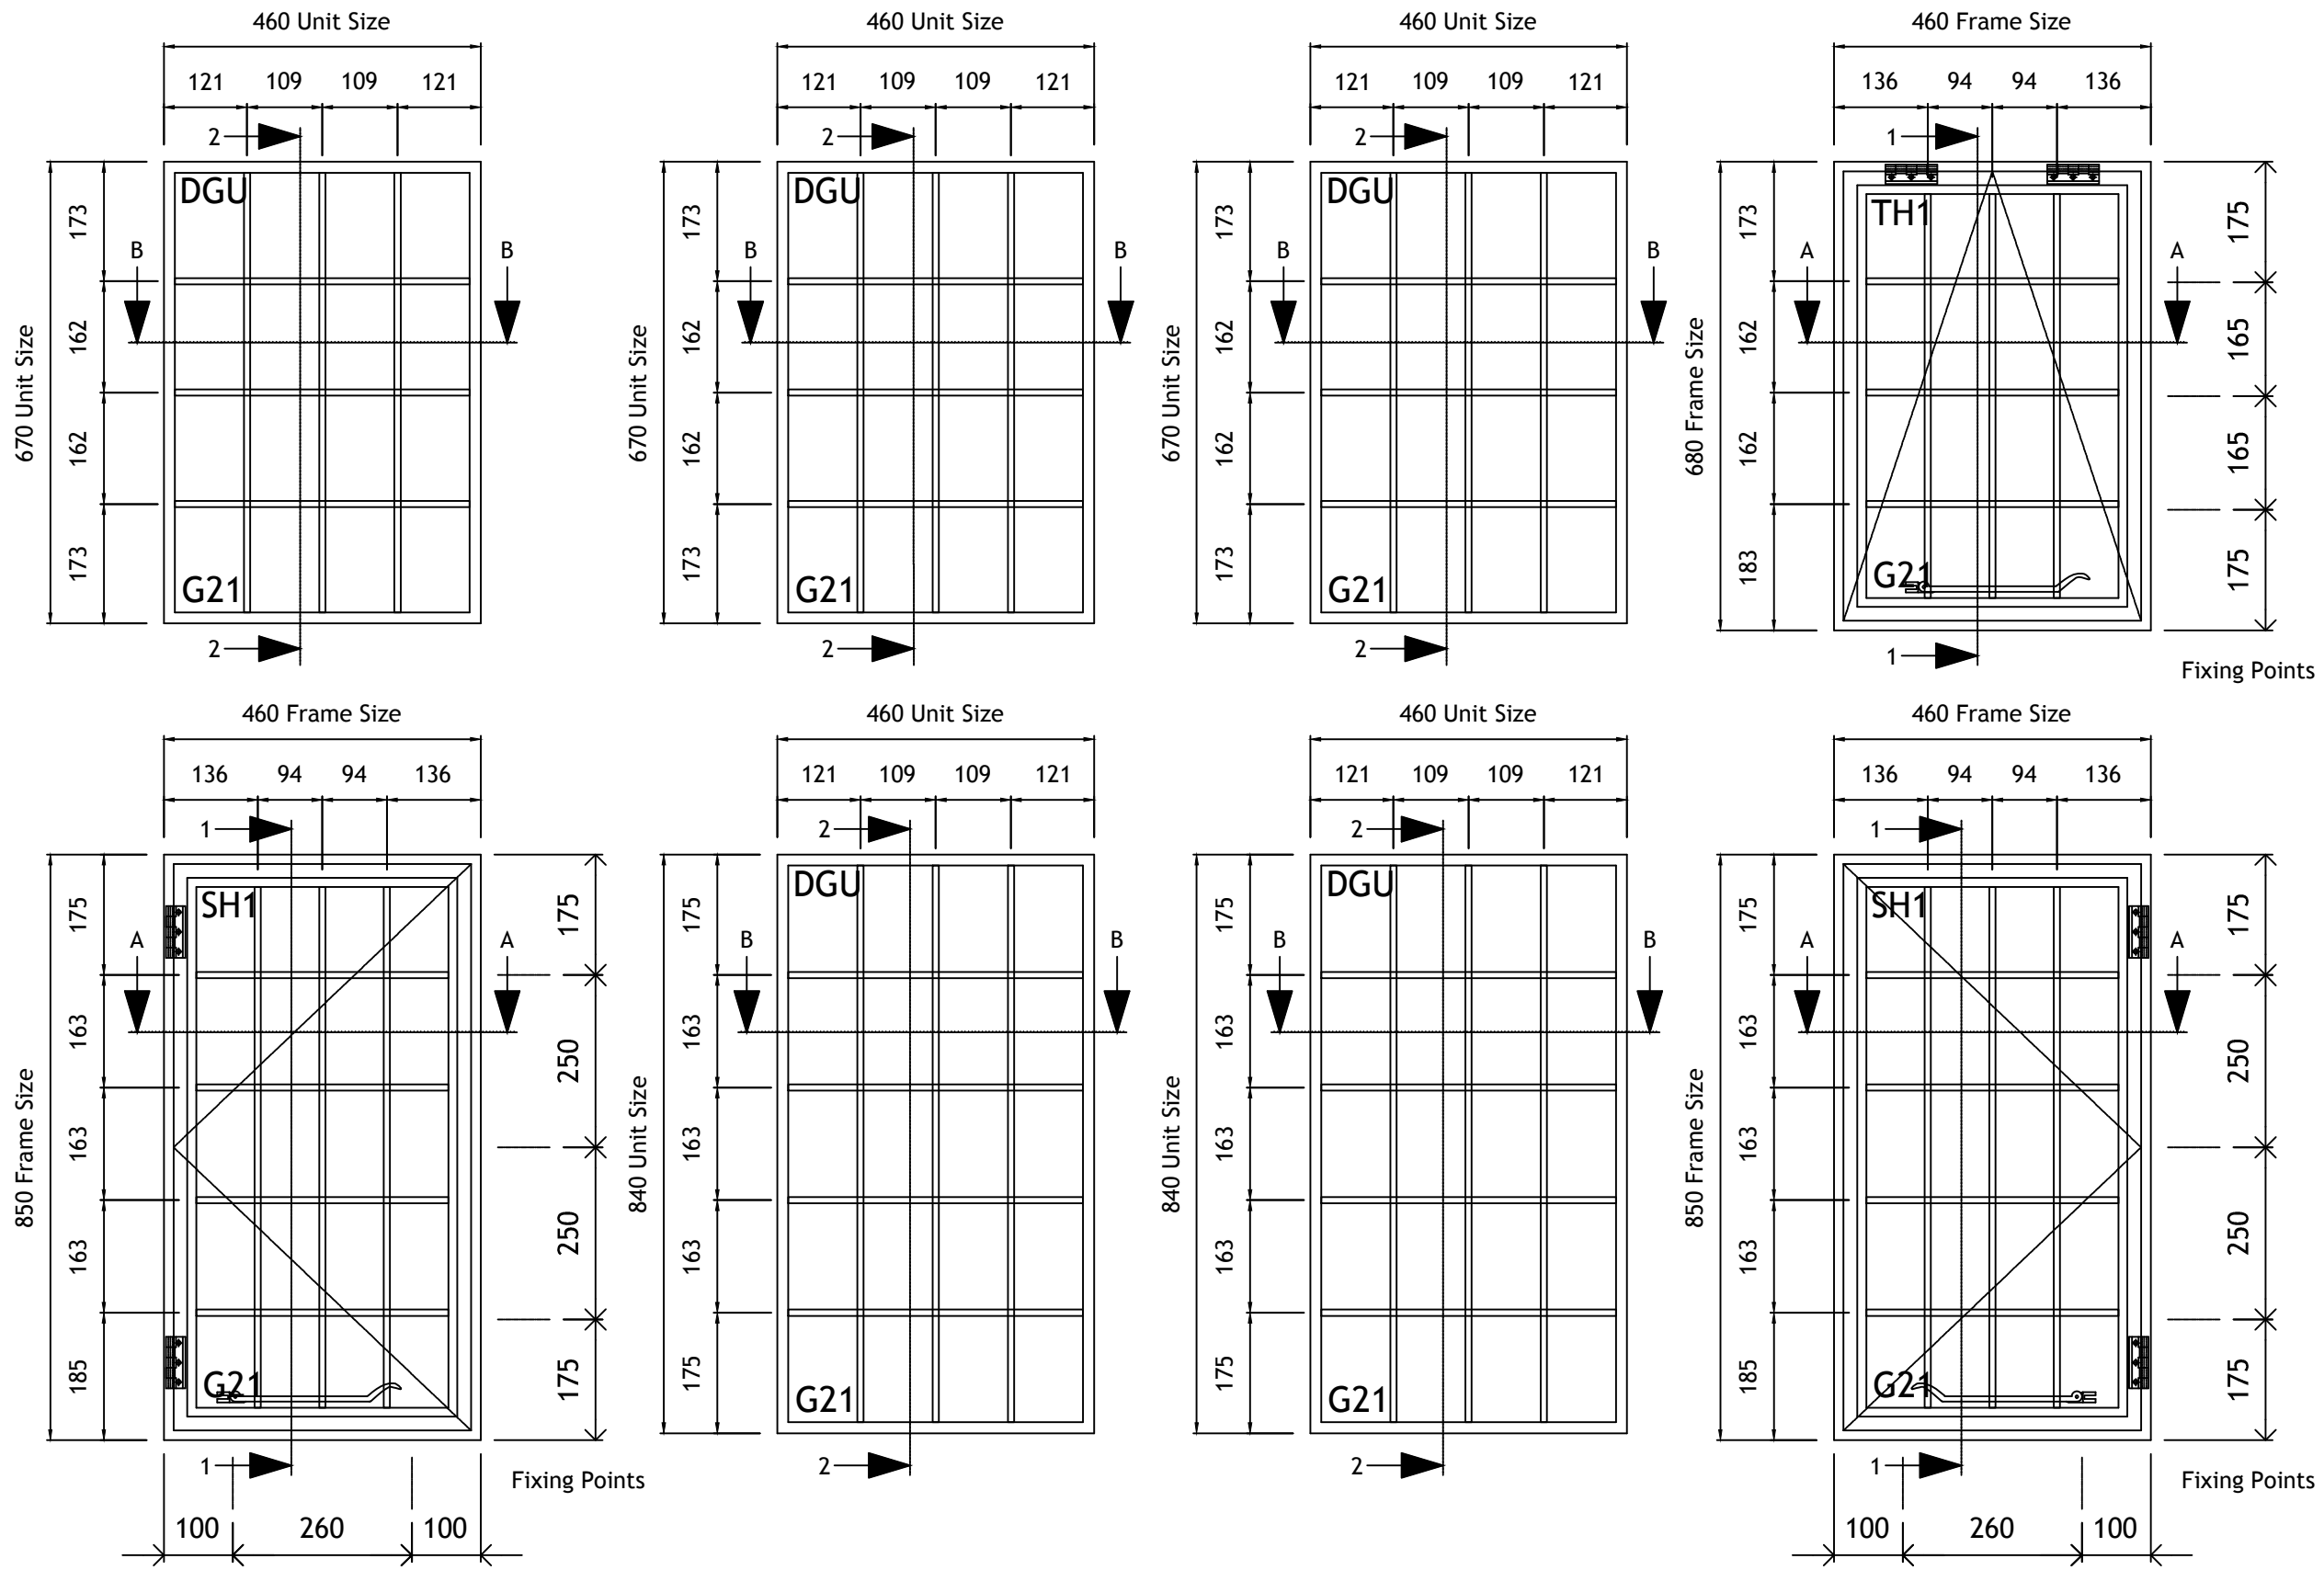 460 Unit Size
460 Unit Size
460 Unit Size
460 Frame Size
121 109 109 121
121 109 109 121
121 109 109 121
136 94 94 136
2
2
2
1
DGU
DGU
DGU
TH1
173
173
173
173
175
B B
B B
B B
A A
670 Unit Size
162
670 Unit Size
162
670 Unit Size
162
680 Frame Size
162
165
162
162
162
162
165
173
173
173
183
175
G21
G21
G21
G21
2
2
2
1
Fixing Points
460 Frame Size
460 Unit Size
460 Unit Size
460 Frame Size
136 94 94 136
121 109 109 121
121 109 109 121
136 94 94 136
1
2
2
1
SH1
DGU
DGU
SH1
175
175
175
175
175
175
A A
B B
B B
A A
163
250
163
163
163
250
850 Frame Size
163
840 Unit Size
163
840 Unit Size
163
850 Frame Size
163
163
250
163
163
163
250
185
175
175
175
185
175
G21
G21
G21
G21
1
2
2
1
Fixing Points
Fixing Points
100 260 100
100 260 100